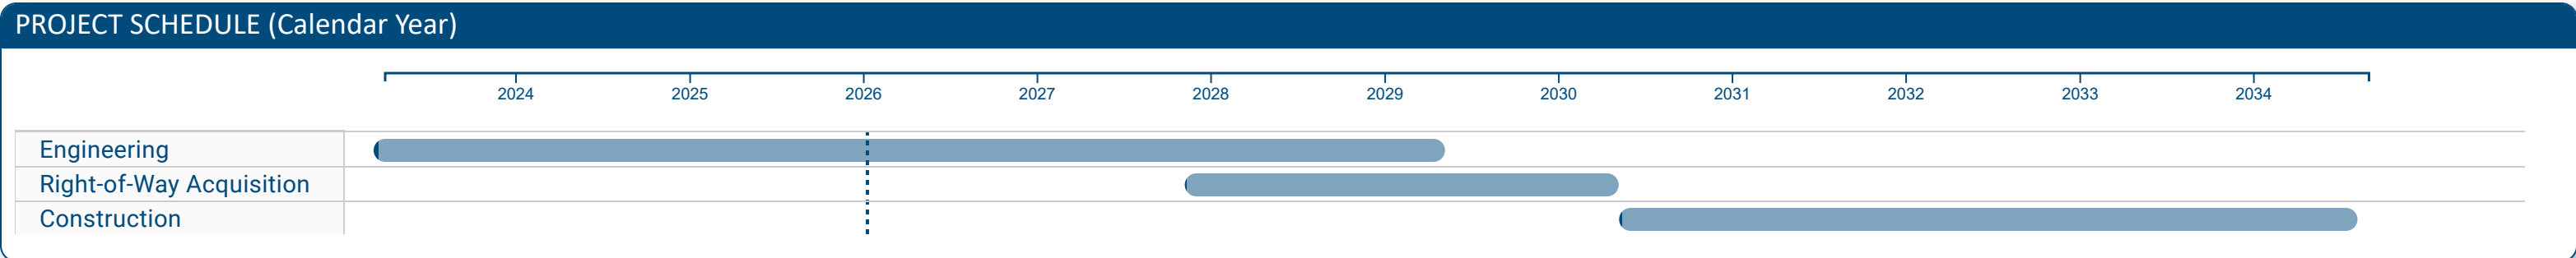 PROJECT SCHEDULE (Calendar Year)
2024 2025 2026 2027 2028 2029 2030 2031 2032 2033 2034
Engineering
Right-of-Way Acquisition
Construction